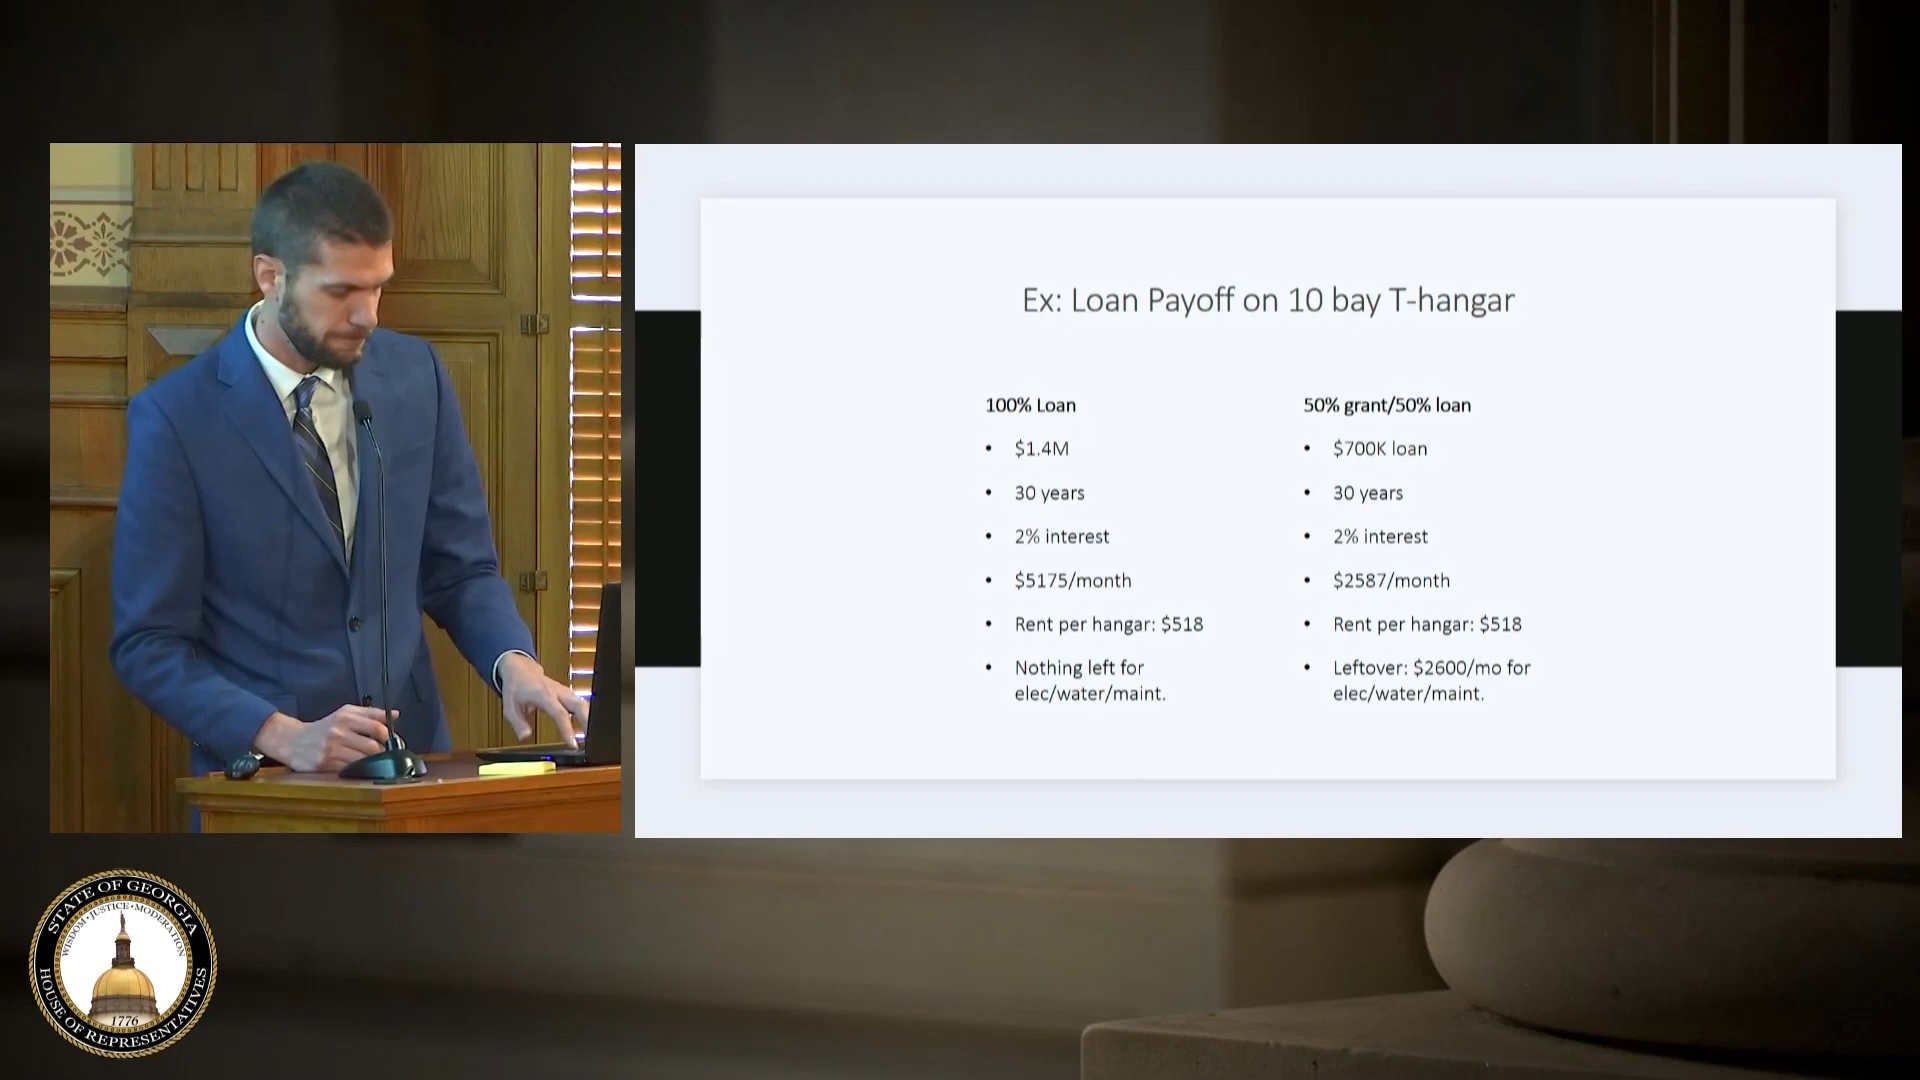 Ex: Loan Payoff on 10 bay T-hangar
100% Loan
• $1.4M
• 30 years
• 2% interest
• $5175/month
• Rent per hangar: $518
• Nothing left for
elec/water/maint.
50% grant/50% loan
• $700K loan
• 30 years
• 2% interest
• $2587/month
• Rent per hangar: $518
• Leftover: $2600/mo for
elec/water/maint.
STATE OF GEORGIA
WISDOM • JUSTICE • MODERATION
1776
HOUSE OF REPRESENTATIVES